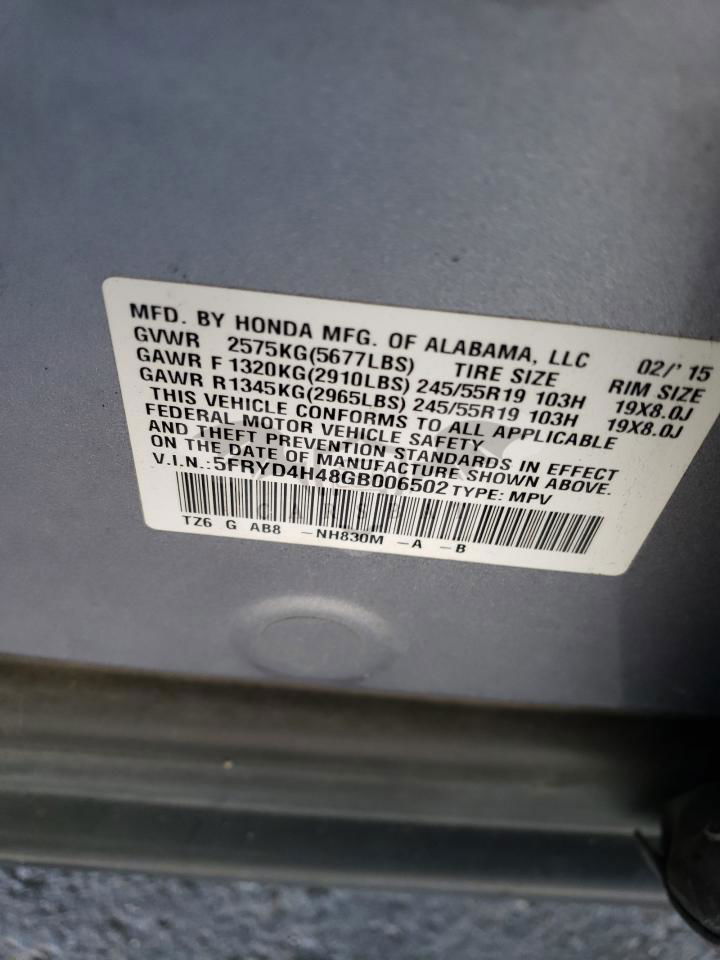 MFD. BY HONDA MFG. OF ALABAMA, LLC 02/' 15
GVWR 2575KG(5677LBS) TIRE SIZE RIM SIZE
GAWR F 1320KG(2910LBS) 245/55R19 103H 19X8.0J
GAWR R 1345KG(2965LBS) 245/55R19 103H 19X8.0J
THIS VEHICLE CONFORMS TO ALL APPLICABLE
FEDERAL MOTOR VEHICLE SAFETY
AND THEFT PREVENTION STANDARDS IN EFFECT
ON THE DATE OF MANUFACTURE SHOWN ABOVE.
V.I.N.:5FRYD4H48GB006502 TYPE: MPV
TZ6 G AB8 -NH830M -A -B